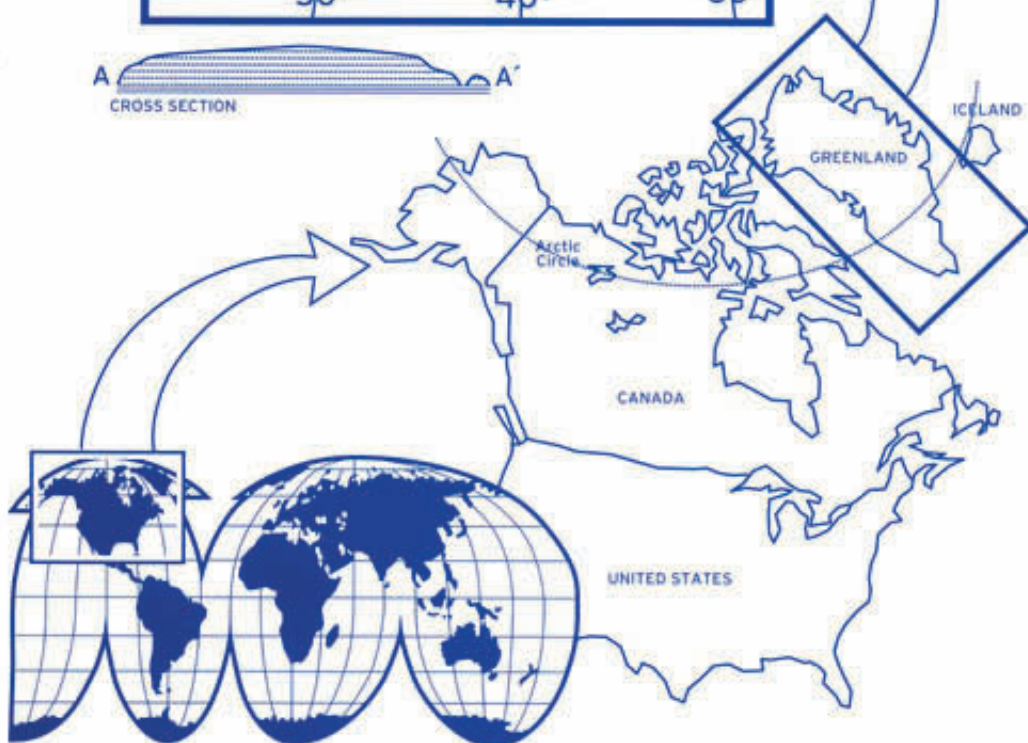 A A´
CROSS SECTION
ICELAND
GREENLAND
Arctic
Circle
CANADA
UNITED STATES